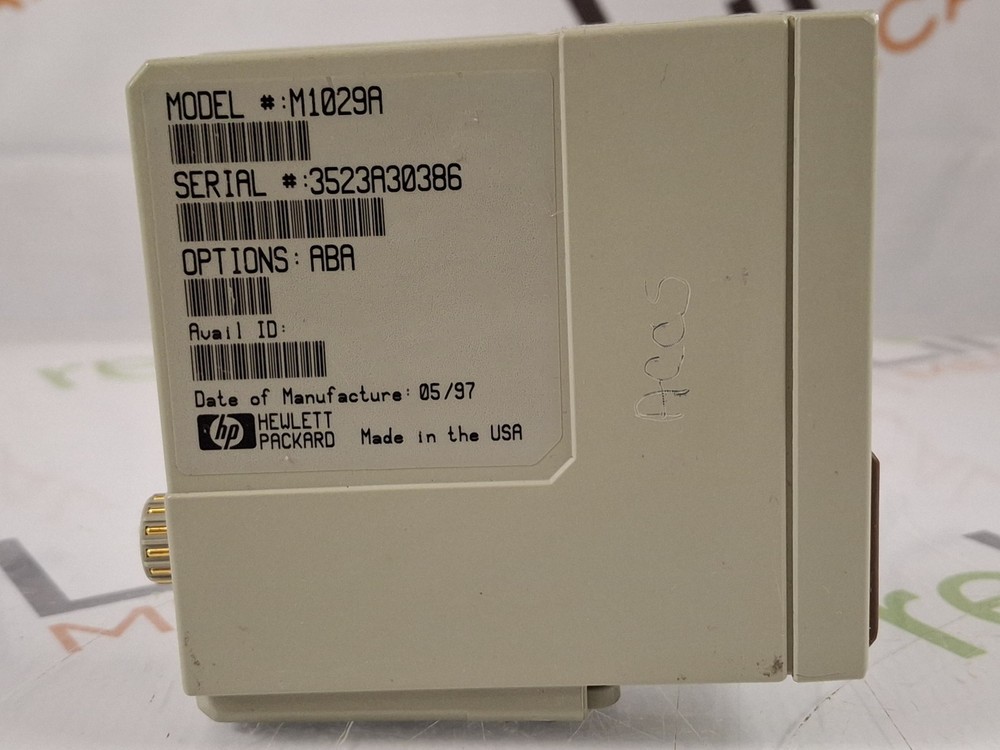 MODEL #:M1029A
SERIAL #:3523A30386
OPTIONS: ABA
Avail ID:
Date of Manufacture: 05/97
hp HEWLETT
PACKARD Made in the USA